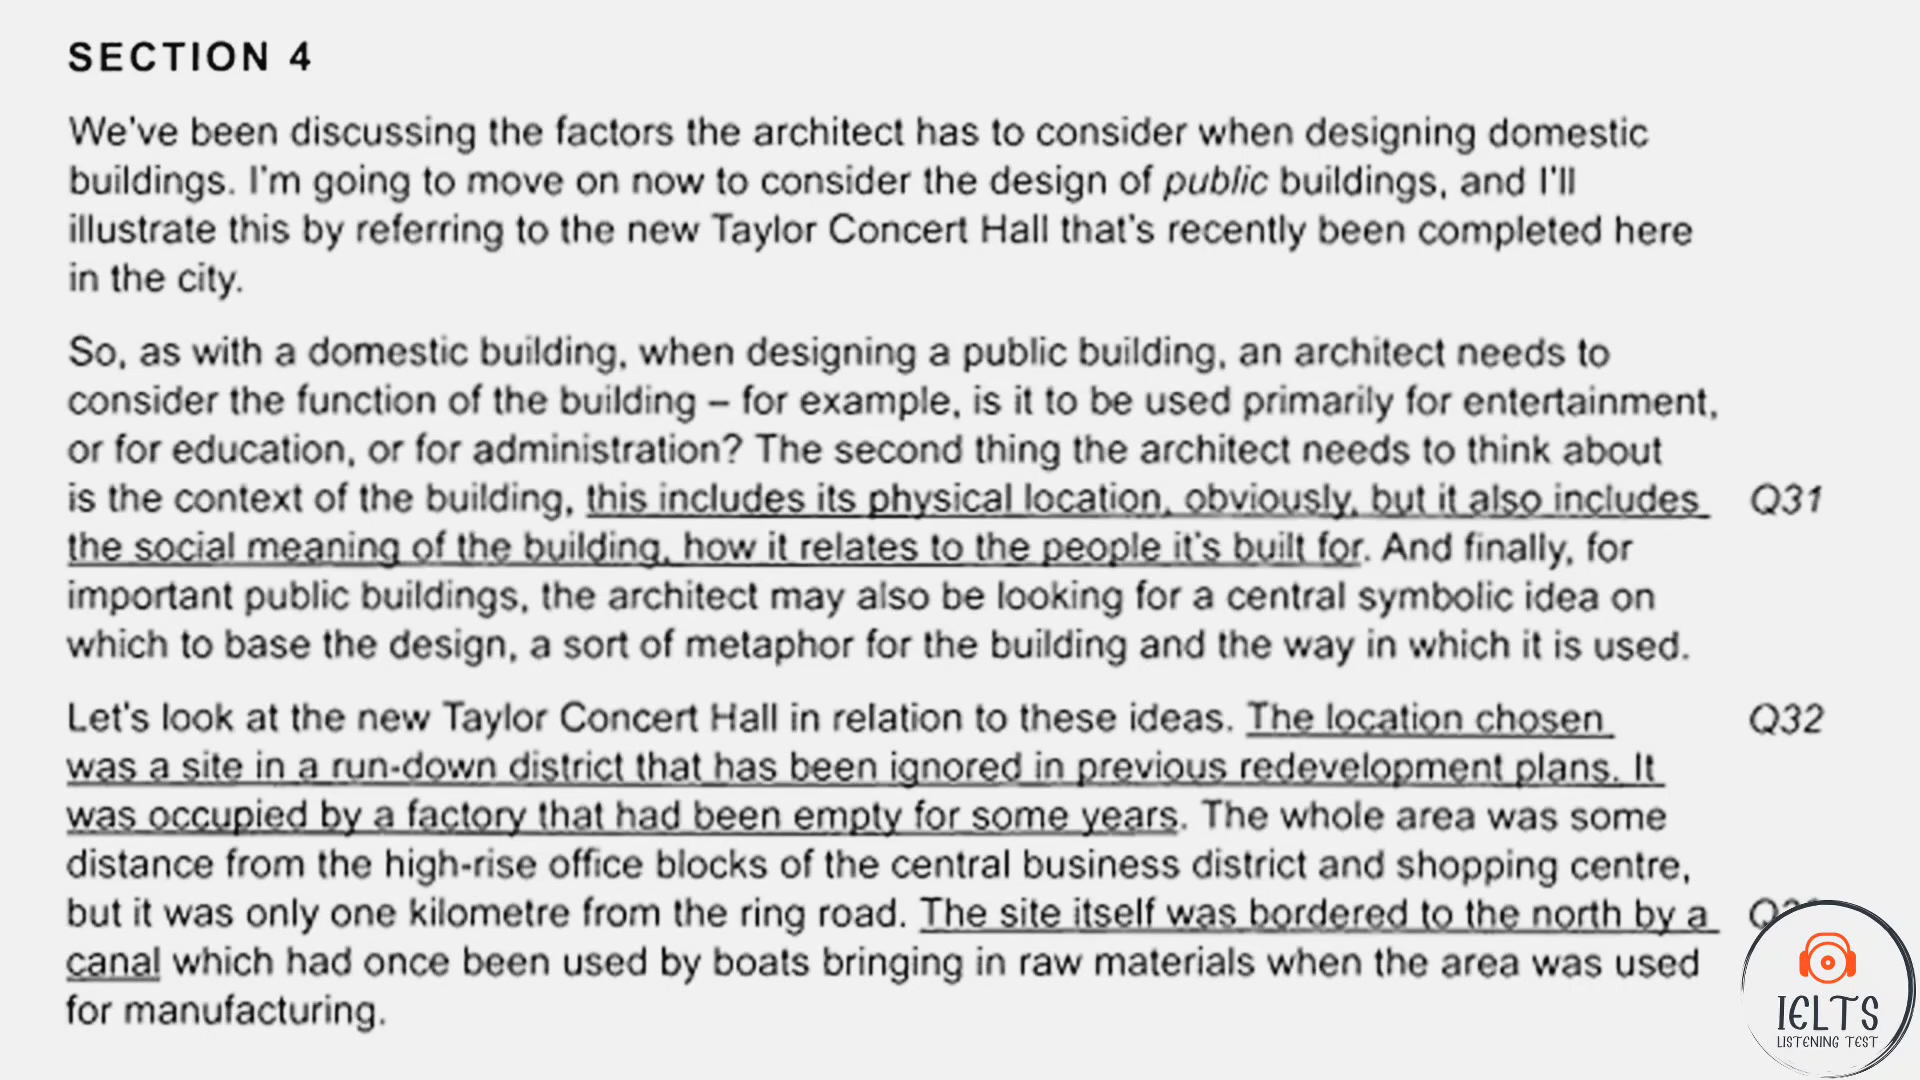 SECTION 4
We've been discussing the factors the architect has to consider when designing domestic
buildings. I'm going to move on now to consider the design of public buildings, and I'll
illustrate this by referring to the new Taylor Concert Hall that's recently been completed here
in the city.
So, as with a domestic building, when designing a public building, an architect needs to
consider the function of the building – for example, is it to be used primarily for entertainment,
or for education, or for administration? The second thing the architect needs to think about
is the context of the building, this includes its physical location, obviously, but it also includes Q31
the social meaning of the building, how it relates to the people it's built for. And finally, for
important public buildings, the architect may also be looking for a central symbolic idea on
which to base the design, a sort of metaphor for the building and the way in which it is used.
Let's look at the new Taylor Concert Hall in relation to these ideas. The location chosen Q32
was a site in a run-down district that has been ignored in previous redevelopment plans. It
was occupied by a factory that had been empty for some years. The whole area was some
distance from the high-rise office blocks of the central business district and shopping centre,
but it was only one kilometre from the ring road. The site itself was bordered to the north by a
canal which had once been used by boats bringing in raw materials when the area was used
for manufacturing.
IELTS
LISTENING TEST